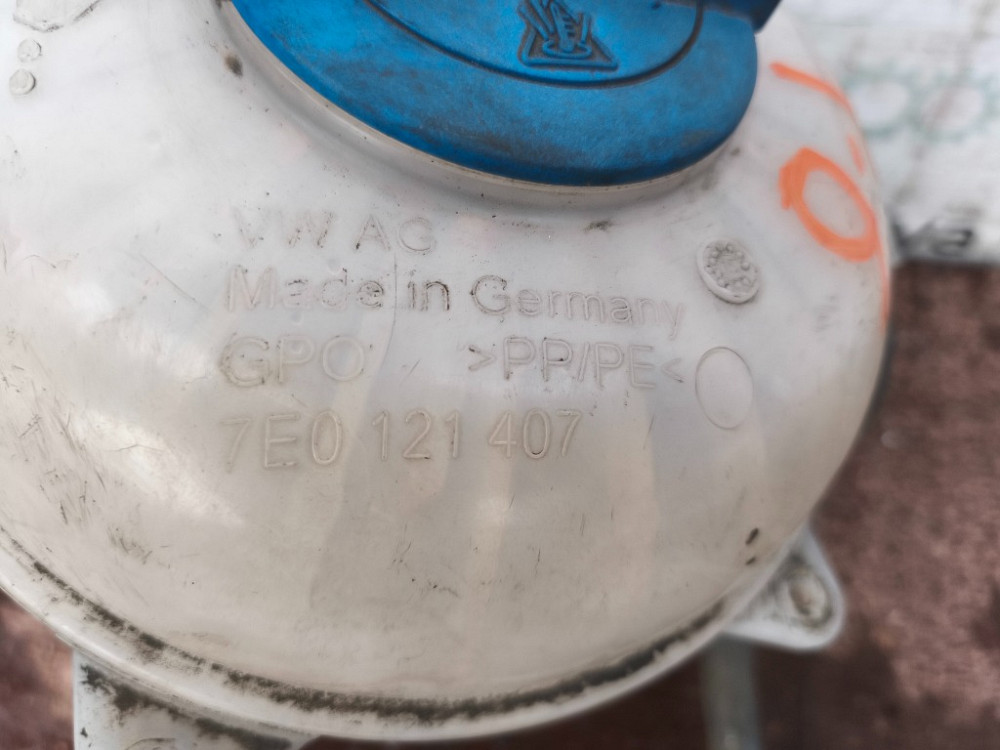 VW AG
Made in Germany
GPO >PP/PE<
7E0 121 407